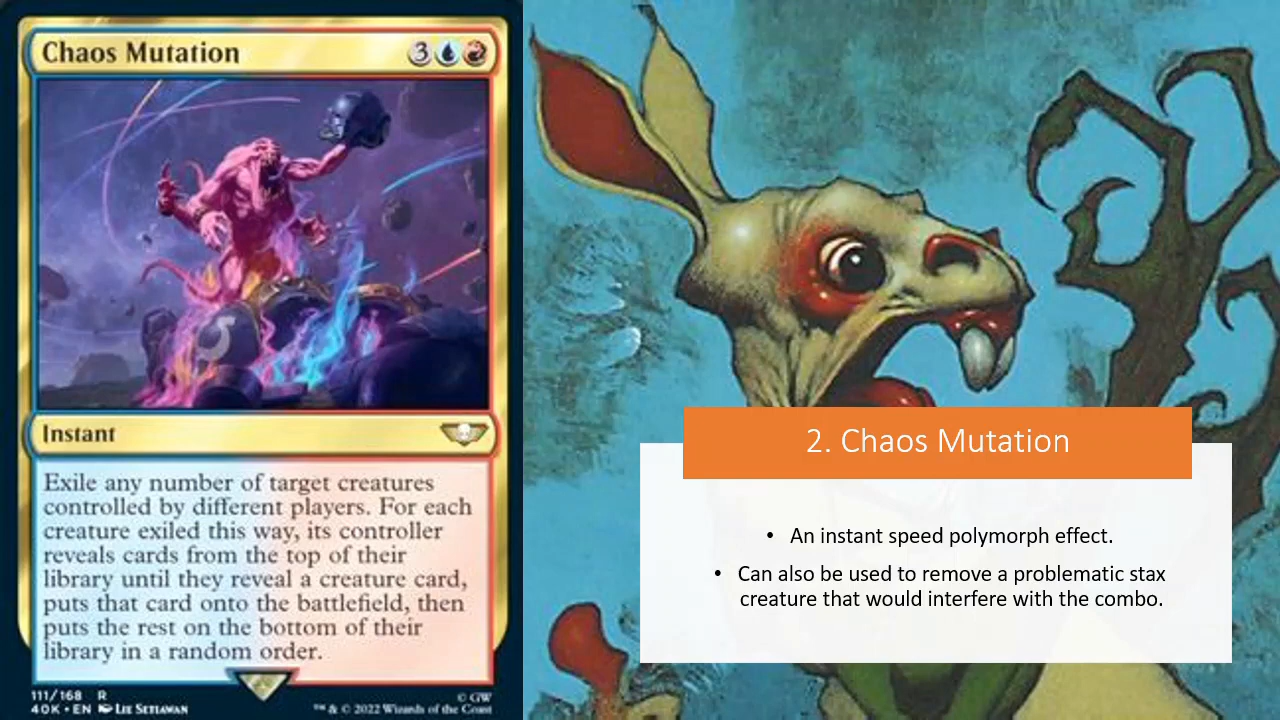 Chaos Mutation
3
Instant
Exile any number of target creatures
controlled by different players. For each
creature exiled this way, its controller
reveals cards from the top of their
library until they reveal a creature card,
puts that card onto the battlefield, then
puts the rest on the bottom of their
library in a random order.
111/168 R
40K • EN Lie Setiawan
© GW
™ & © 2022 Wizards of the Coast
2. Chaos Mutation
• An instant speed polymorph effect.
• Can also be used to remove a problematic stax
creature that would interfere with the combo.